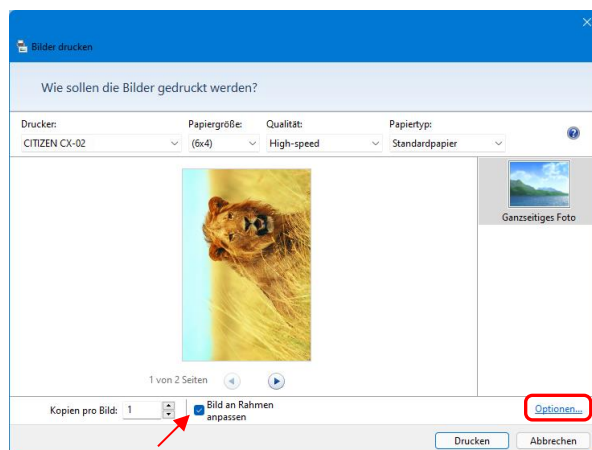 Bilder drucken
Wie sollen die Bilder gedruckt werden?
Drucker: Papiergröße: Qualität: Papiertyp:
CITIZEN CX-02 (6x4) High-speed Standardpapier
Ganzseitiges Foto
1 von 2 Seiten
Kopien pro Bild: 1 Bild an Rahmen
anpassen Optionen...
Drucken Abbrechen